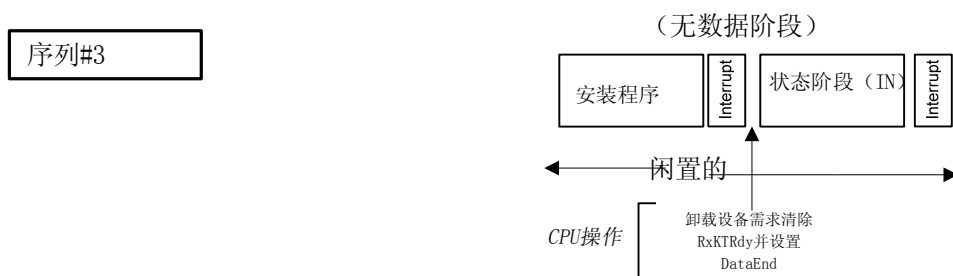 （无数据阶段）
序列#3
安装程序
Interrupt
状态阶段（IN）
Interrupt
闲置的
CPU操作
卸载设备需求清除
RxKTRdy并设置
DataEnd